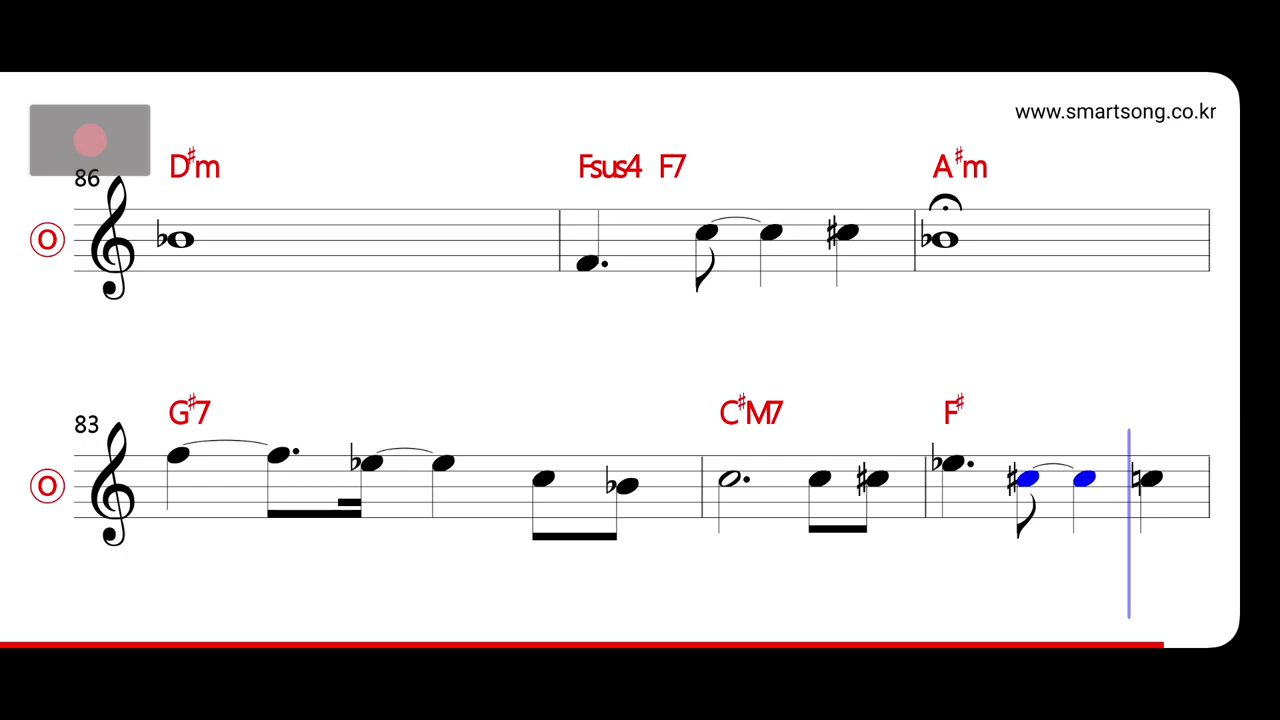 www.smartsong.co.kr
D♯m Fsus4 F7 A♯m
86
O
G♯7 C♯M7 F♯
83
O